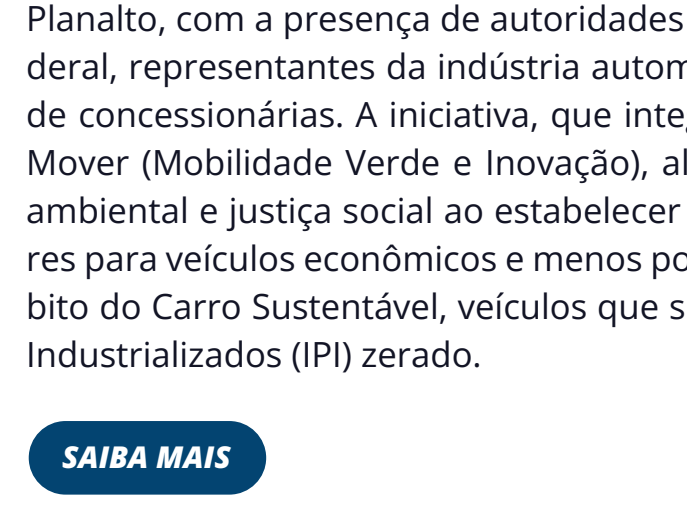 Planalto, com a presença de autoridades
deral, representantes da indústria autom
de concessionárias. A iniciativa, que inte
Mover (Mobilidade Verde e Inovação), al
ambiental e justiça social ao estabelecer
res para veículos econômicos e menos po
bito do Carro Sustentável, veículos que s
Industrializados (IPI) zerado.
SAIBA MAIS